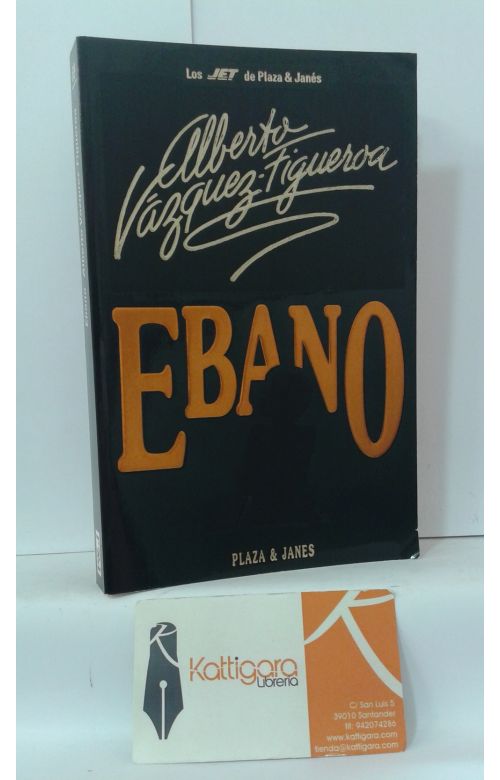 Los JET de Plaza & Janés
Alberto
Vázquez-Figueroa
EBANO
PLAZA & JANES
Kattigara
Librería
C/ San Luis 5
39010 Santander
tlf: 942074286
www.kattigara.com
tienda@kattigara.com